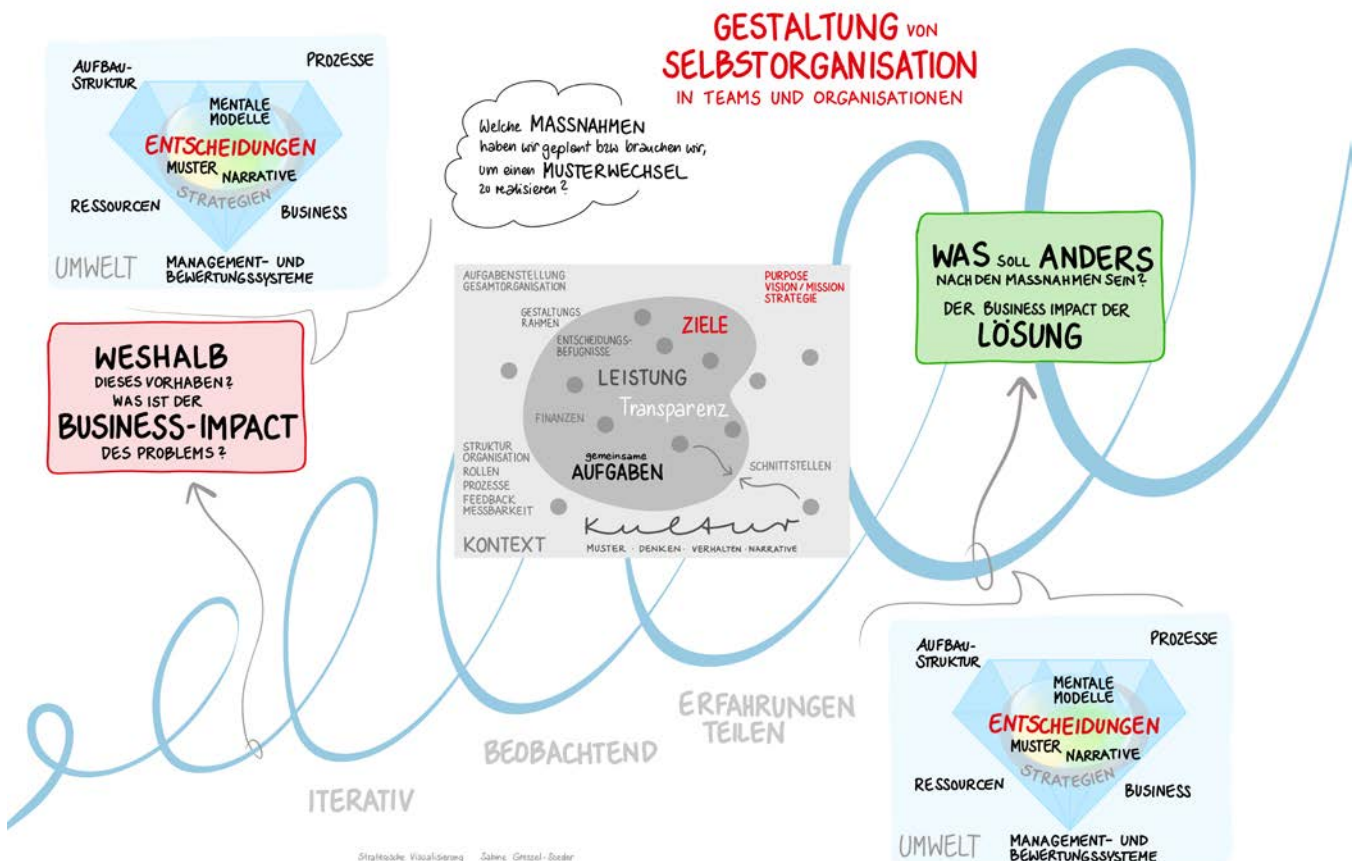 GESTALTUNG VON
SELBSTORGANISATION
IN TEAMS UND ORGANISATIONEN
AUFBAU-
STRUKTUR
PROZESSE
MENTALE
MODELLE
ENTSCHEIDUNGEN
MUSTER
NARRATIVE
STRATEGIEN
RESSOURCEN
BUSINESS
UMWELT
MANAGEMENT- UND
BEWERTUNGSSYSTEME
Welche MASSNAHMEN
haben wir geplant bzw brauchen wir,
um einen MUSTERWECHSEL
zu realisieren?
WESHALB
DIESES VORHABEN?
WAS IST DER
BUSINESS-IMPACT
DES PROBLEMS?
AUFGABENSTELLUNG
GESAMTORGANISATION
PURPOSE
VISION / MISSION
STRATEGIE
GESTALTUNGS
RAHMEN
ZIELE
ENTSCHEIDUNGS-
BEFUGNISSE
LEISTUNG
Transparenz
FINANZEN
gemeinsame
AUFGABEN
SCHNITTSTELLEN
STRUKTUR
ORGANISATION
ROLLEN
PROZESSE
FEEDBACK
MESSBARKEIT
Kultur
KONTEXT
MUSTER · DENKEN · VERHALTEN · NARRATIVE
WAS SOLL ANDERS
NACH DEN MASSNAHMEN SEIN?
DER BUSINESS IMPACT DER
LÖSUNG
ITERATIV
BEOBACHTEND
ERFAHRUNGEN
TEILEN
AUFBAU-
STRUKTUR
PROZESSE
MENTALE
MODELLE
ENTSCHEIDUNGEN
MUSTER
NARRATIVE
STRATEGIEN
RESSOURCEN
BUSINESS
UMWELT
MANAGEMENT- UND
BEWERTUNGSSYSTEME
Strategische Visualisierung Sabine